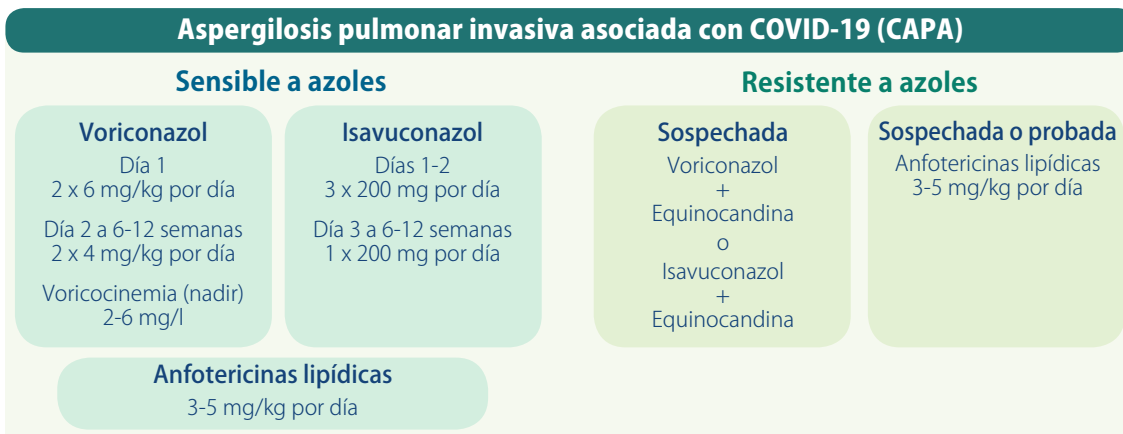 Aspergilosis pulmonar invasiva asociada con COVID-19 (CAPA)
Sensible a azoles
Voriconazol
Día 1
2 x 6 mg/kg por día
Día 2 a 6-12 semanas
2 x 4 mg/kg por día
Voricocinemia (nadir)
2-6 mg/l
Isavuconazol
Días 1-2
3 x 200 mg por día
Día 3 a 6-12 semanas
1 x 200 mg por día
Anfotericinas lipídicas
3-5 mg/kg por día
Resistente a azoles
Sospechada
Voriconazol
+
Equinocandina
o
Isavuconazol
+
Equinocandina
Sospechada o probada
Anfotericinas lipídicas
3-5 mg/kg por día